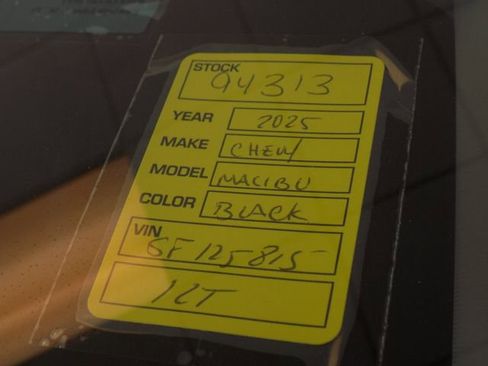 STOCK 94313
YEAR 2025
MAKE CHEVY
MODEL MALIBU
COLOR BLACK
VIN SF125815
1LT